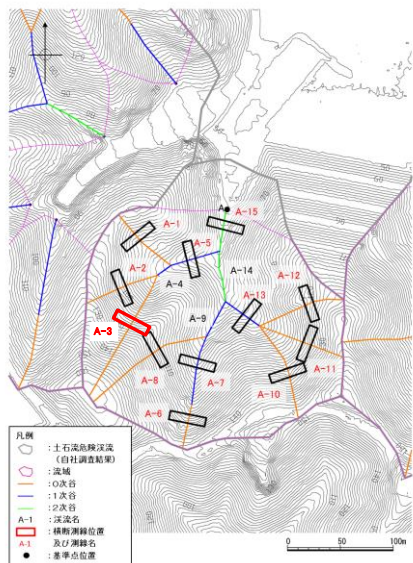 A
A-15
A-1
A-5
A-2
A-14
A-12
A-4
A-3
A-9
A-13
A-8
A-7
A-11
A-10
A-6
凡例
：土石流危険渓流
（自社調査結果）
：流域
：0次谷
：1次谷
：2次谷
A-1 ：渓流名
：横断測線位置
A-1 及び測線名
：基準点位置
0 50 100m